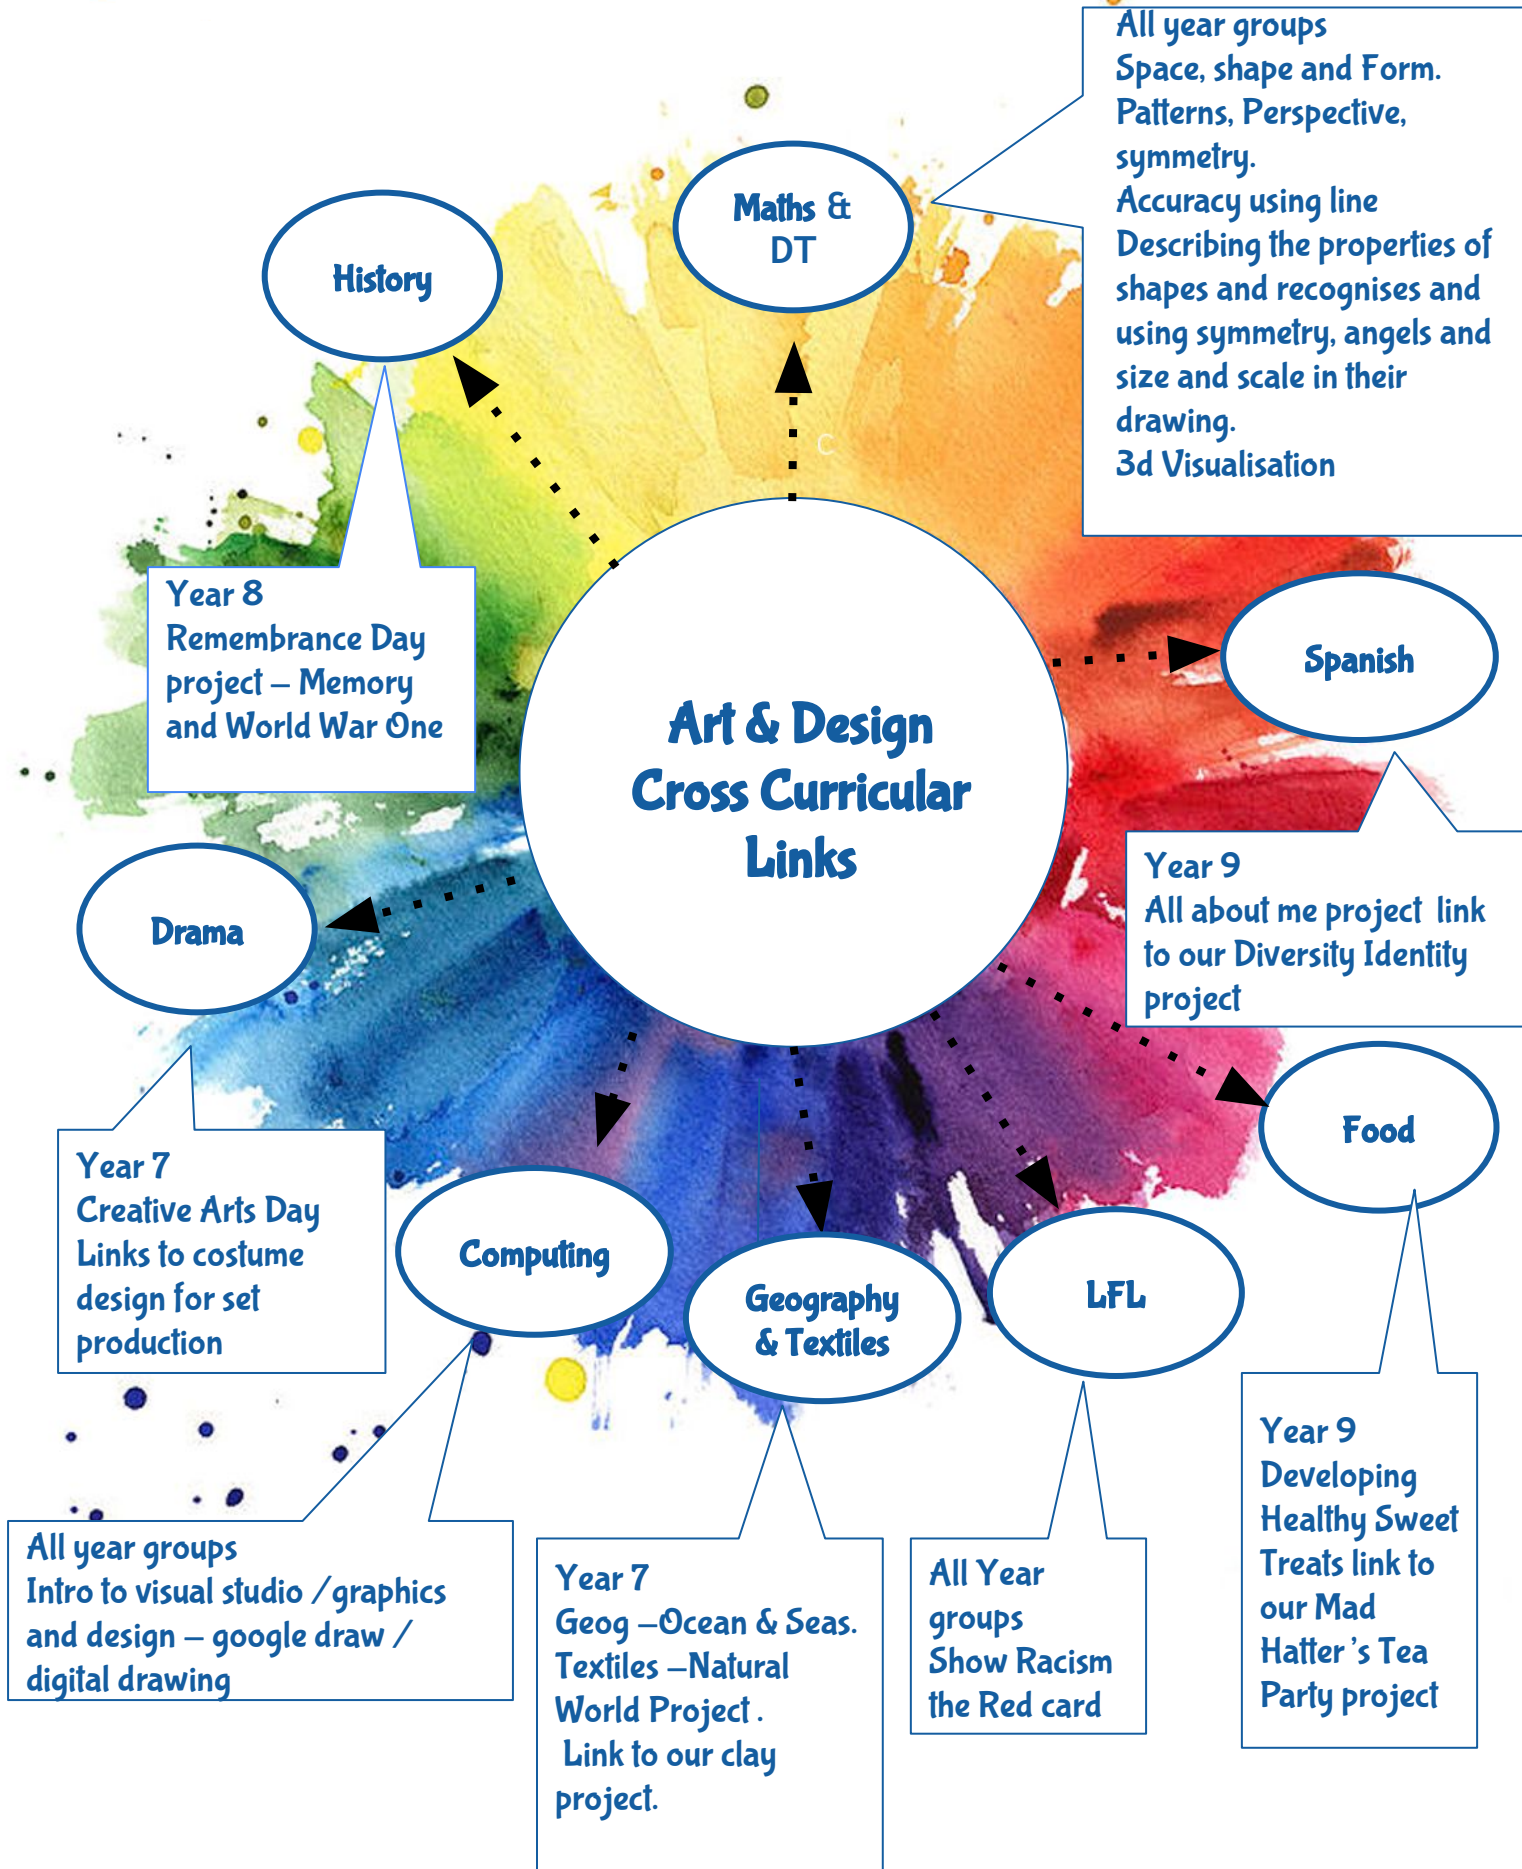 All year groups
Space, shape and Form.
Patterns, Perspective,
symmetry.
Accuracy using line
Describing the properties of
shapes and recognises and
using symmetry, angels and
size and scale in their
drawing.
3d Visualisation
Maths &
DT
History
C
Year 8
Remembrance Day
project – Memory
and World War One
Spanish
Art & Design
Cross Curricular
Links
Year 9
All about me project link
to our Diversity Identity
project
Drama
Food
Year 7
Creative Arts Day
Links to costume
design for set
production
Computing
Geography
& Textiles
LFL
Year 9
Developing
Healthy Sweet
Treats link to
our Mad
Hatter's Tea
Party project
All year groups
Intro to visual studio /graphics
and design – google draw /
digital drawing
Year 7
Geog –Ocean & Seas.
Textiles –Natural
World Project .
Link to our clay
project.
All Year
groups
Show Racism
the Red card